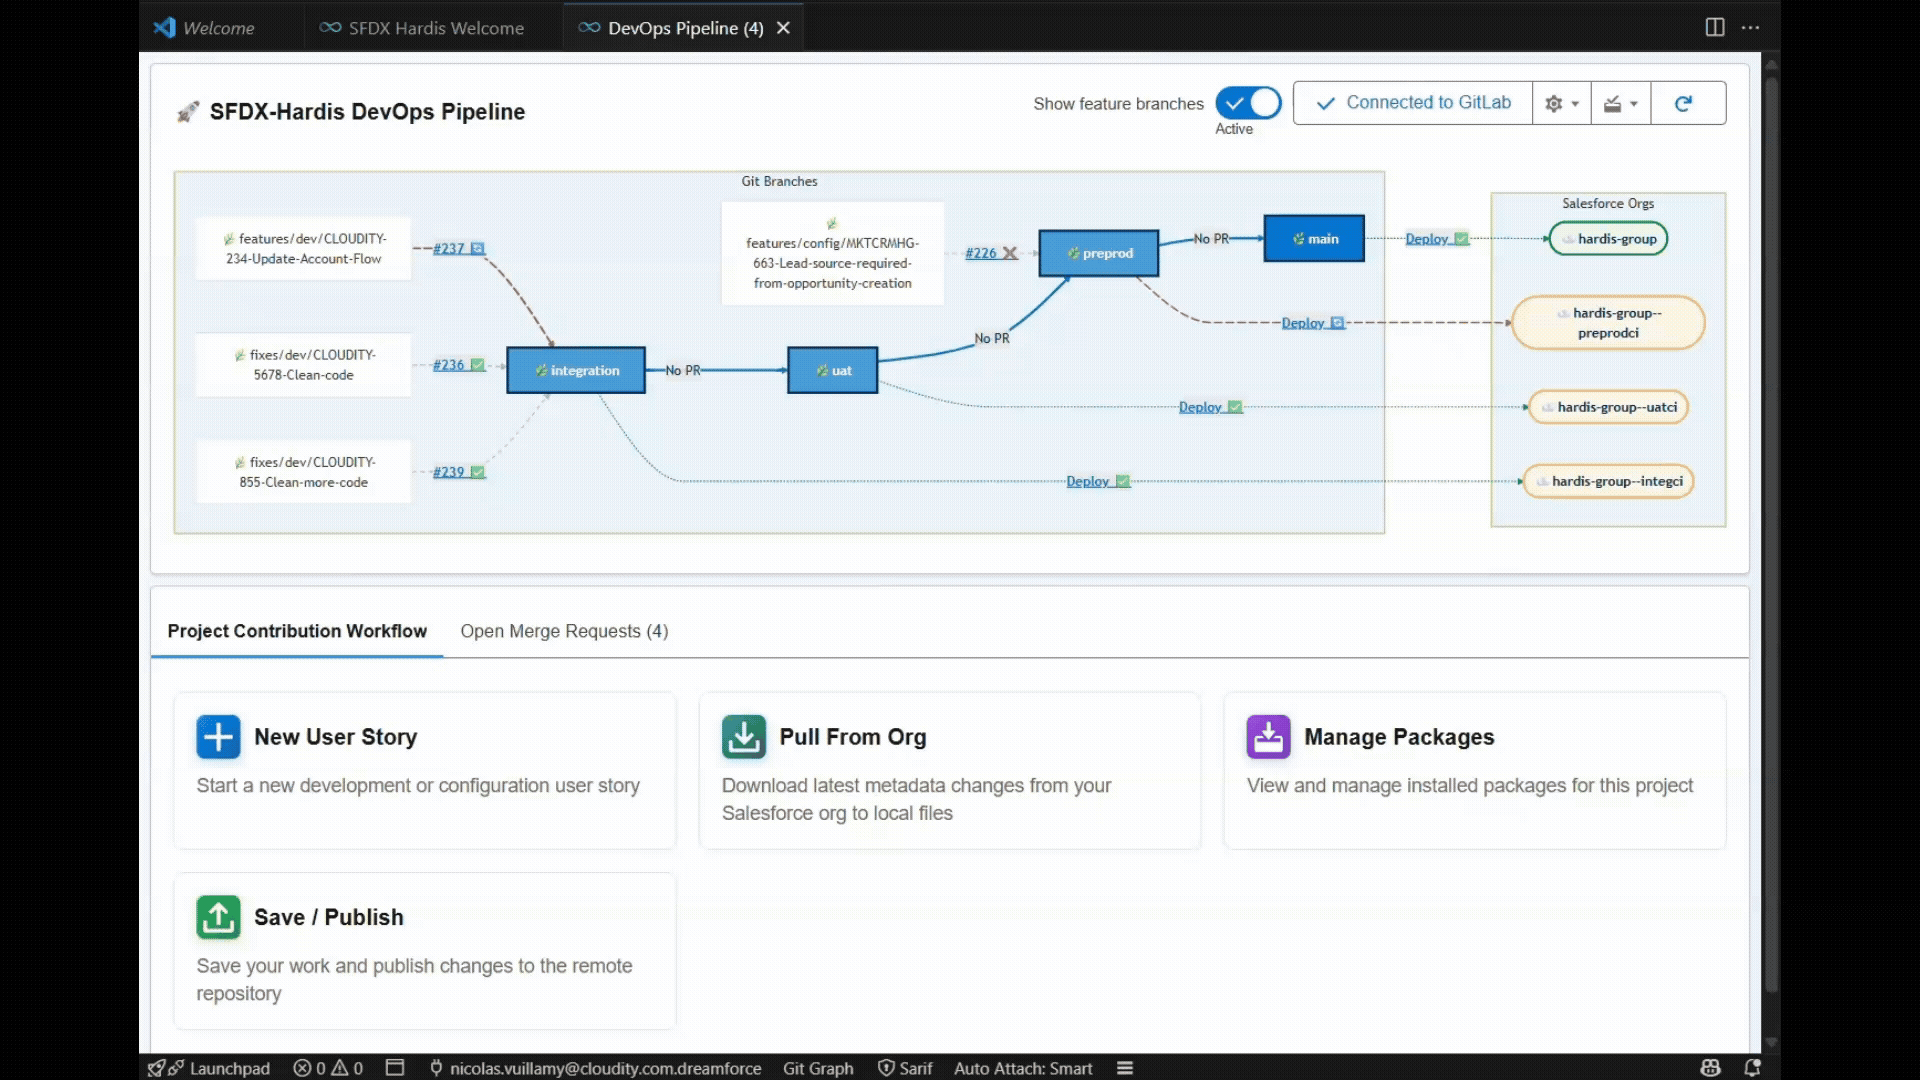 Welcome
SFDX Hardis Welcome
DevOps Pipeline (4)
SFDX-Hardis DevOps Pipeline
Show feature branches
Active
Connected to GitLab
Git Branches
features/dev/CLOUDITY-
234-Update-Account-Flow
#237
fixes/dev/CLOUDITY-
5678-Clean-code
#236
fixes/dev/CLOUDITY-
855-Clean-more-code
#239
integration
No PR
uat
No PR
features/config/MKTCRMHG-
663-Lead-source-required-
from-opportunity-creation
#226
preprod
No PR
main
Deploy
Deploy
Deploy
Deploy
Salesforce Orgs
hardis-group
hardis-group--
preprodci
hardis-group--uatci
hardis-group--integci
Project Contribution Workflow
Open Merge Requests (4)
New User Story
Start a new development or configuration user story
Pull From Org
Download latest metadata changes from your
Salesforce org to local files
Manage Packages
View and manage installed packages for this project
Save / Publish
Save your work and publish changes to the remote
repository
Launchpad
0
0
nicolas.vuillamy@cloudity.com.dreamforce
Git Graph
Sarif
Auto Attach: Smart